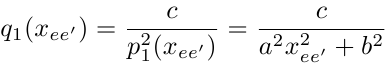 q_1(x_{ee'}) = \frac{c}{p_1^2(x_{ee'})} = \frac{c}{a^2 x_{ee'}^2 + b^2}